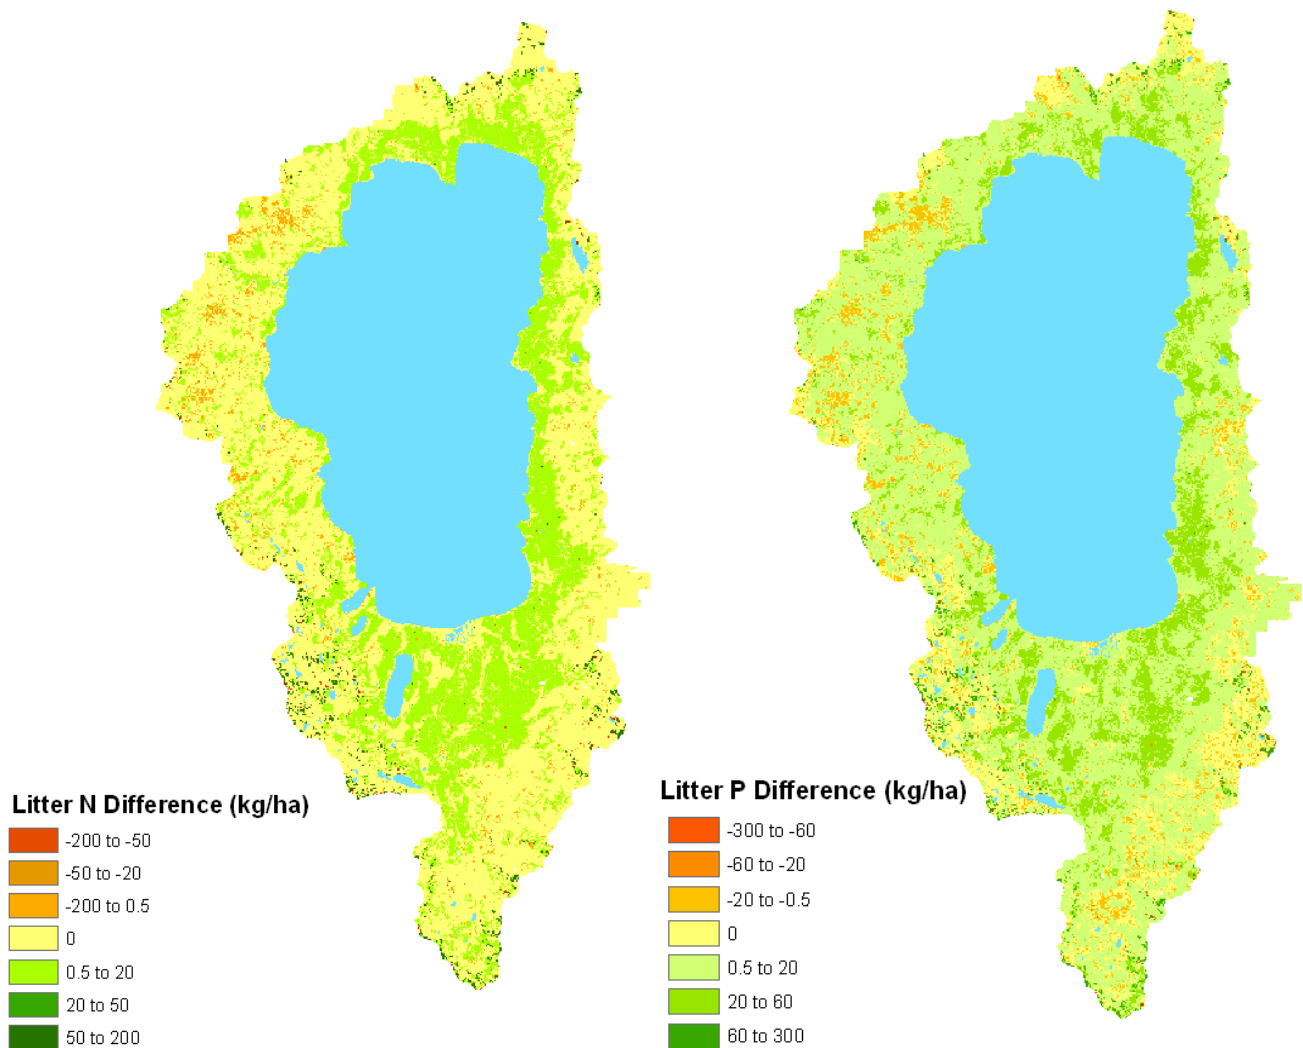 Litter N Difference (kg/ha)
-200 to -50
-50 to -20
-200 to 0.5
0
0.5 to 20
20 to 50
50 to 200
Litter P Difference (kg/ha)
-300 to -60
-60 to -20
-20 to -0.5
0
0.5 to 20
20 to 60
60 to 300